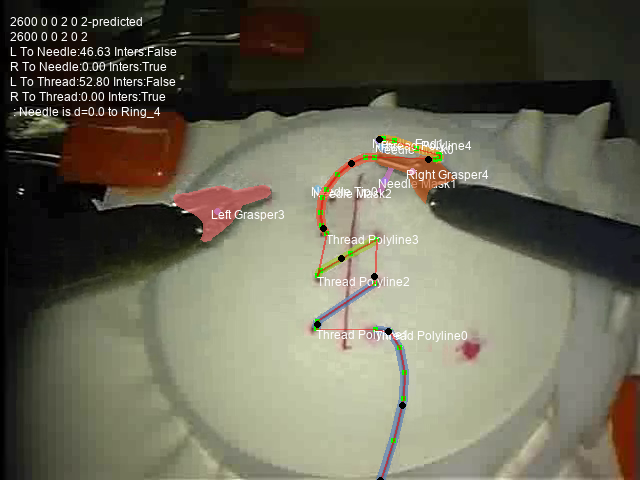 2600 0 0 2 0 2-predicted
2600 0 0 2 0 2
L To Needle:46.63 Inters:False
R To Needle:0.00 Inters:True
L To Thread:52.80 Inters:False
R To Thread:0.00 Inters:True
: Needle is d=0.0 to Ring_4
Right Grasper4
Needle Mask1
Needle Mask2
Left Grasper3
Thread Polyline3
Thread Polyline2
Thread Polyline0